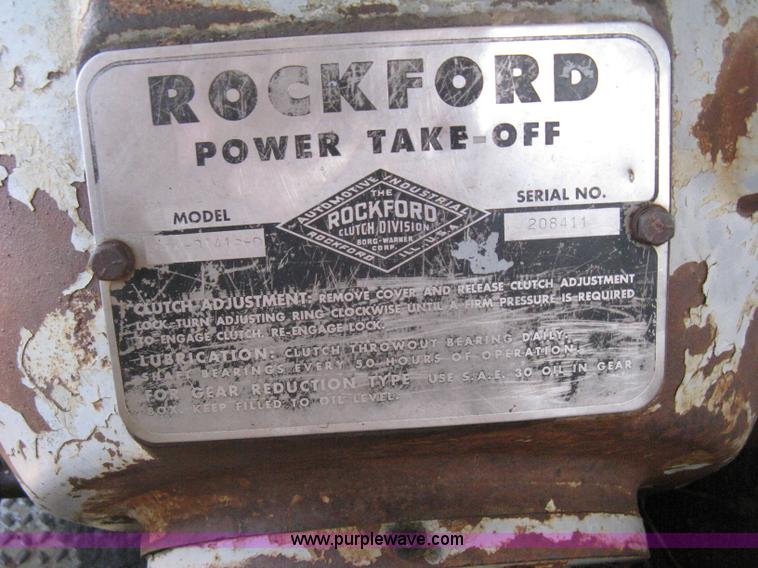 ROCKFORD
POWER TAKE-OFF
MODEL
SERIAL NO.
208411
AUTOMOTIVE INDUSTRIAL
THE
ROCKFORD
CLUTCH DIVISION
BORG-WARNER
CORP.
ROCKFORD ILL. U.S.A.
CLUTCH ADJUSTMENT: REMOVE COVER AND RELEASE CLUTCH ADJUSTMENT
LOCK-TURN ADJUSTING RING CLOCKWISE UNTIL A FIRM PRESSURE IS REQUIRED
TO ENGAGE CLUTCH. RE-ENGAGE LOCK.
LUBRICATION: CLUTCH THROWOUT BEARING DAILY.
SHAFT BEARINGS EVERY 50 HOURS OF OPERATION.
FOR GEAR REDUCTION TYPE USE S.A.E. 30 OIL IN GEAR
BOX. KEEP FILLED TO OIL LEVEL.
www.purplewave.com